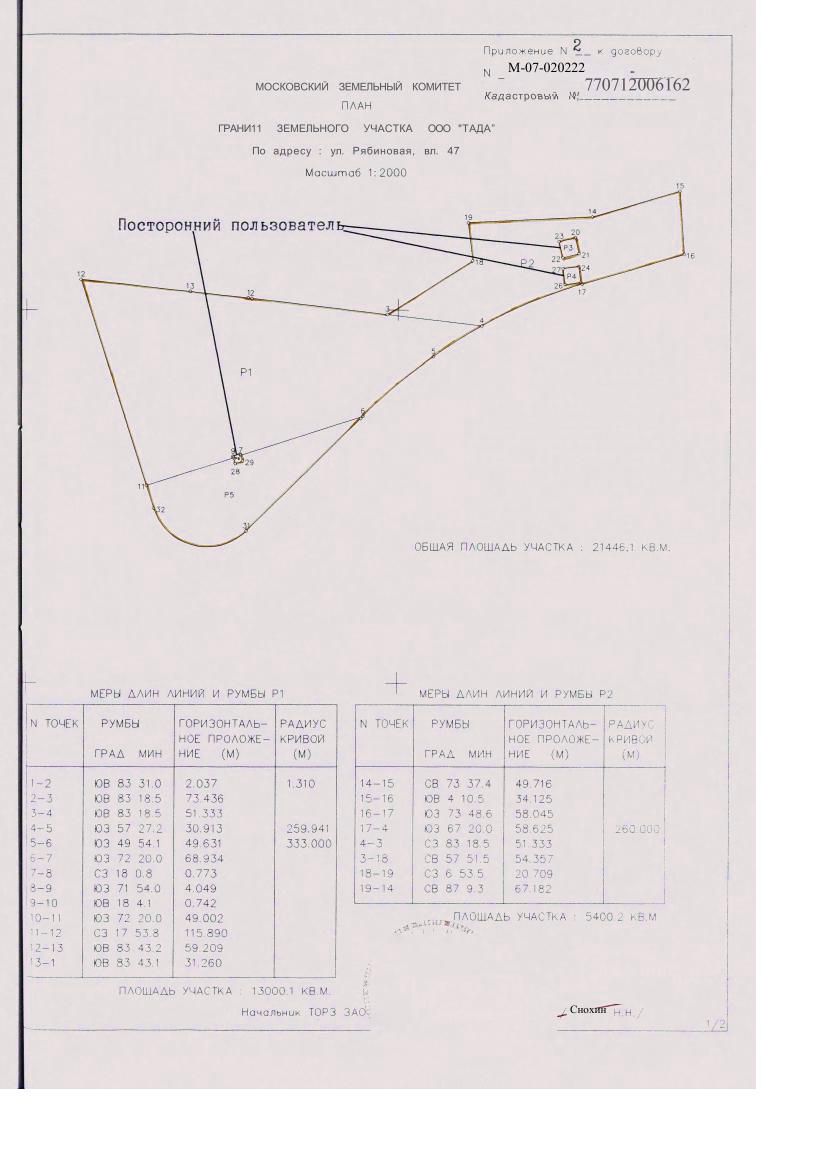 Приложение N 2 к договору
N М-07-020222
Кадастровый №: 770712006162
МОСКОВСКИЙ ЗЕМЕЛЬНЫЙ КОМИТЕТ
ПЛАН
ГРАНИ11 ЗЕМЕЛЬНОГО УЧАСТКА ООО "ТАДА"
По адресу : ул. Рябиновая, вл. 47
Масштаб 1:2000
Посторонний пользователь
15
14
19
23 20
P3
22 21
18
P2
16
27 24
P4
26 17
12
13
12
3
4
5
P1
6
9 7
29
28
11
P5
32
31
ОБЩАЯ ПЛОЩАДЬ УЧАСТКА : 21446.1 КВ.М.
МЕРЫ ДЛИН ЛИНИЙ И РУМБЫ P1
N ТОЧЕК РУМБЫ ГОРИЗОНТАЛЬ- РАДИУС
НОЕ ПРОЛОЖЕ- КРИВОЙ
ГРАД МИН НИЕ (М) (М)
1-2 ЮВ 83 31.0 2.037 1.310
2-3 ЮВ 83 18.5 73.436
3-4 ЮВ 83 18.5 51.333
4-5 ЮЗ 57 27.2 30.913 259.941
5-6 ЮЗ 49 54.1 49.631 333.000
6-7 ЮЗ 72 20.0 68.934
7-8 СЗ 18 0.8 0.773
8-9 ЮЗ 71 54.0 4.049
9-10 ЮВ 18 4.1 0.742
10-11 ЮЗ 72 20.0 49.002
11-12 СЗ 17 53.8 115.890
12-13 ЮВ 83 43.2 59.209
13-1 ЮВ 83 43.1 31.260
ПЛОЩАДЬ УЧАСТКА : 13000.1 КВ.М.
МЕРЫ ДЛИН ЛИНИЙ И РУМБЫ P2
N ТОЧЕК РУМБЫ ГОРИЗОНТАЛЬ- РАДИУС
НОЕ ПРОЛОЖЕ- КРИВОЙ
ГРАД МИН НИЕ (М) (М)
14-15 СВ 73 37.4 49.716
15-16 ЮВ 4 10.5 34.125
16-17 ЮЗ 73 48.6 58.045
17-4 ЮЗ 67 20.0 58.625 260.000
4-3 СЗ 83 18.5 51.333
3-18 СВ 57 51.5 54.357
18-19 СЗ 6 53.5 20.709
19-14 СВ 87 9.3 67.182
ПЛОЩАДЬ УЧАСТКА : 5400.2 КВ.М
Начальник ТОРЗ ЗАО
/ Снохин Н.Н./
1/2